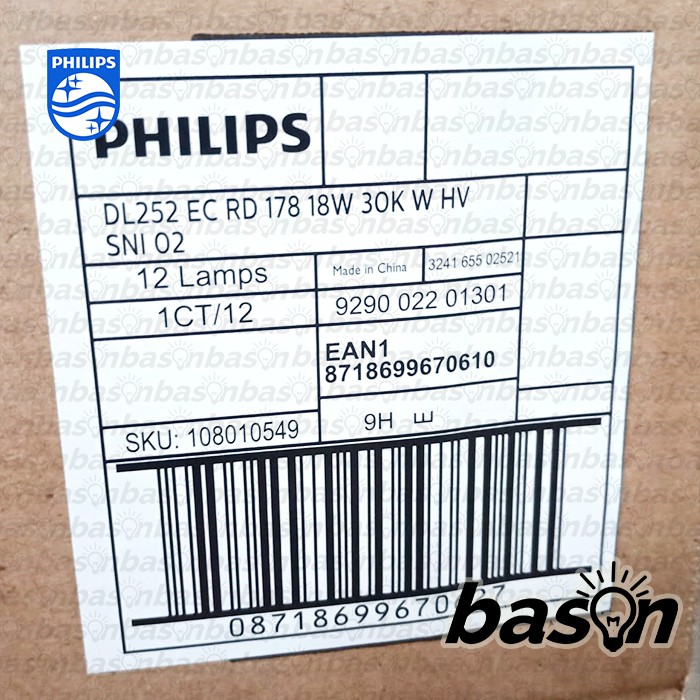 PHILIPS
PHILIPS
DL252 EC RD 178 18W 30K W HV
SNI 02
12 Lamps
Made in China
3241 655 02521
1CT/12
9290 022 01301
EAN1
8718699670610
SKU: 108010549
9H E
bason